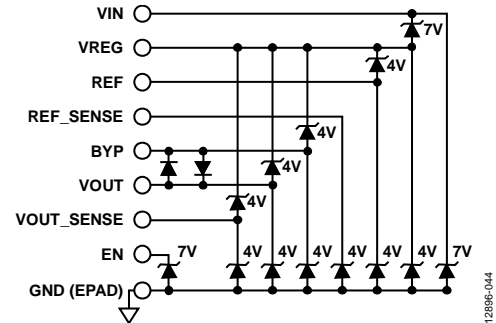 VIN
7V
VREG
4V
REF
REF_SENSE
4V
BYP
4V
VOUT
4V
VOUT_SENSE
EN
7V
4V
4V
4V
4V
4V
4V
7V
GND (EPAD)
12896-044